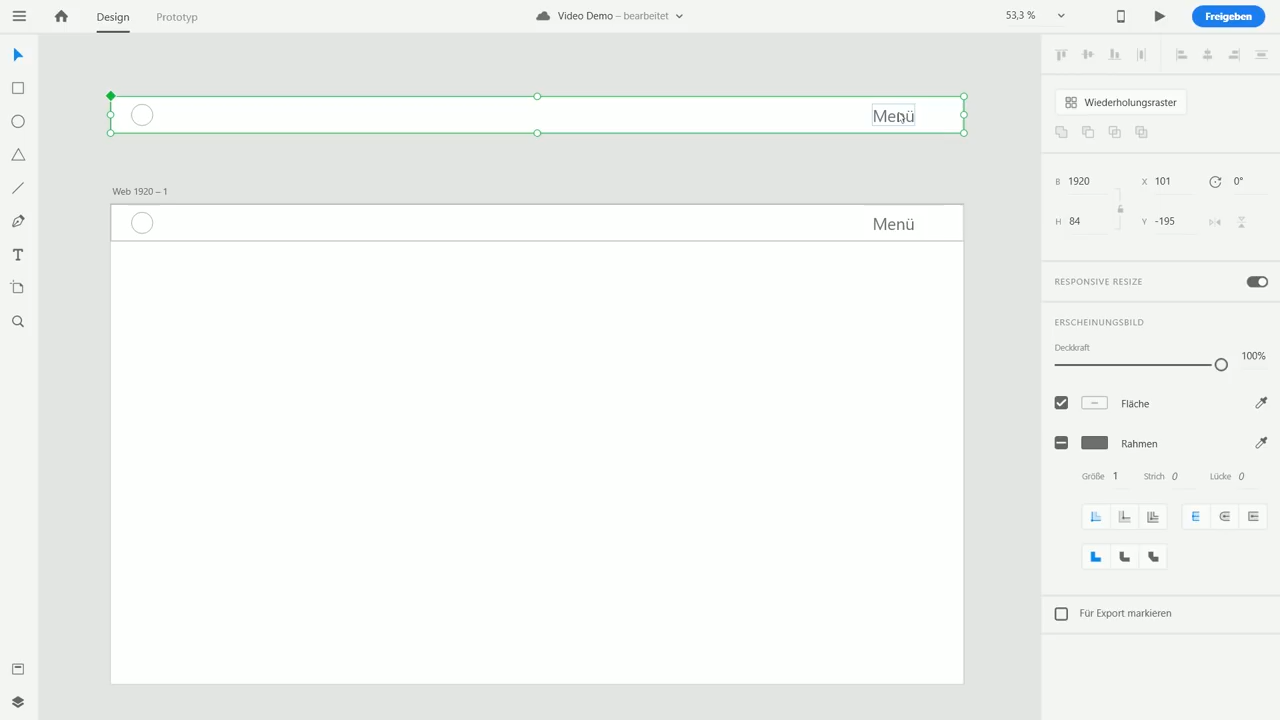 Design Prototyp Video Demo – bearbeitet 53,3 % Freigeben
Menü
Wiederholungsraster
B 1920 X 101 0°
H 84 Y -195
Web 1920 – 1
Menü
RESPONSIVE RESIZE
ERSCHEINUNGSBILD
Deckkraft
100%
Fläche
Rahmen
Größe 1 Strich 0 Lücke 0
Für Export markieren